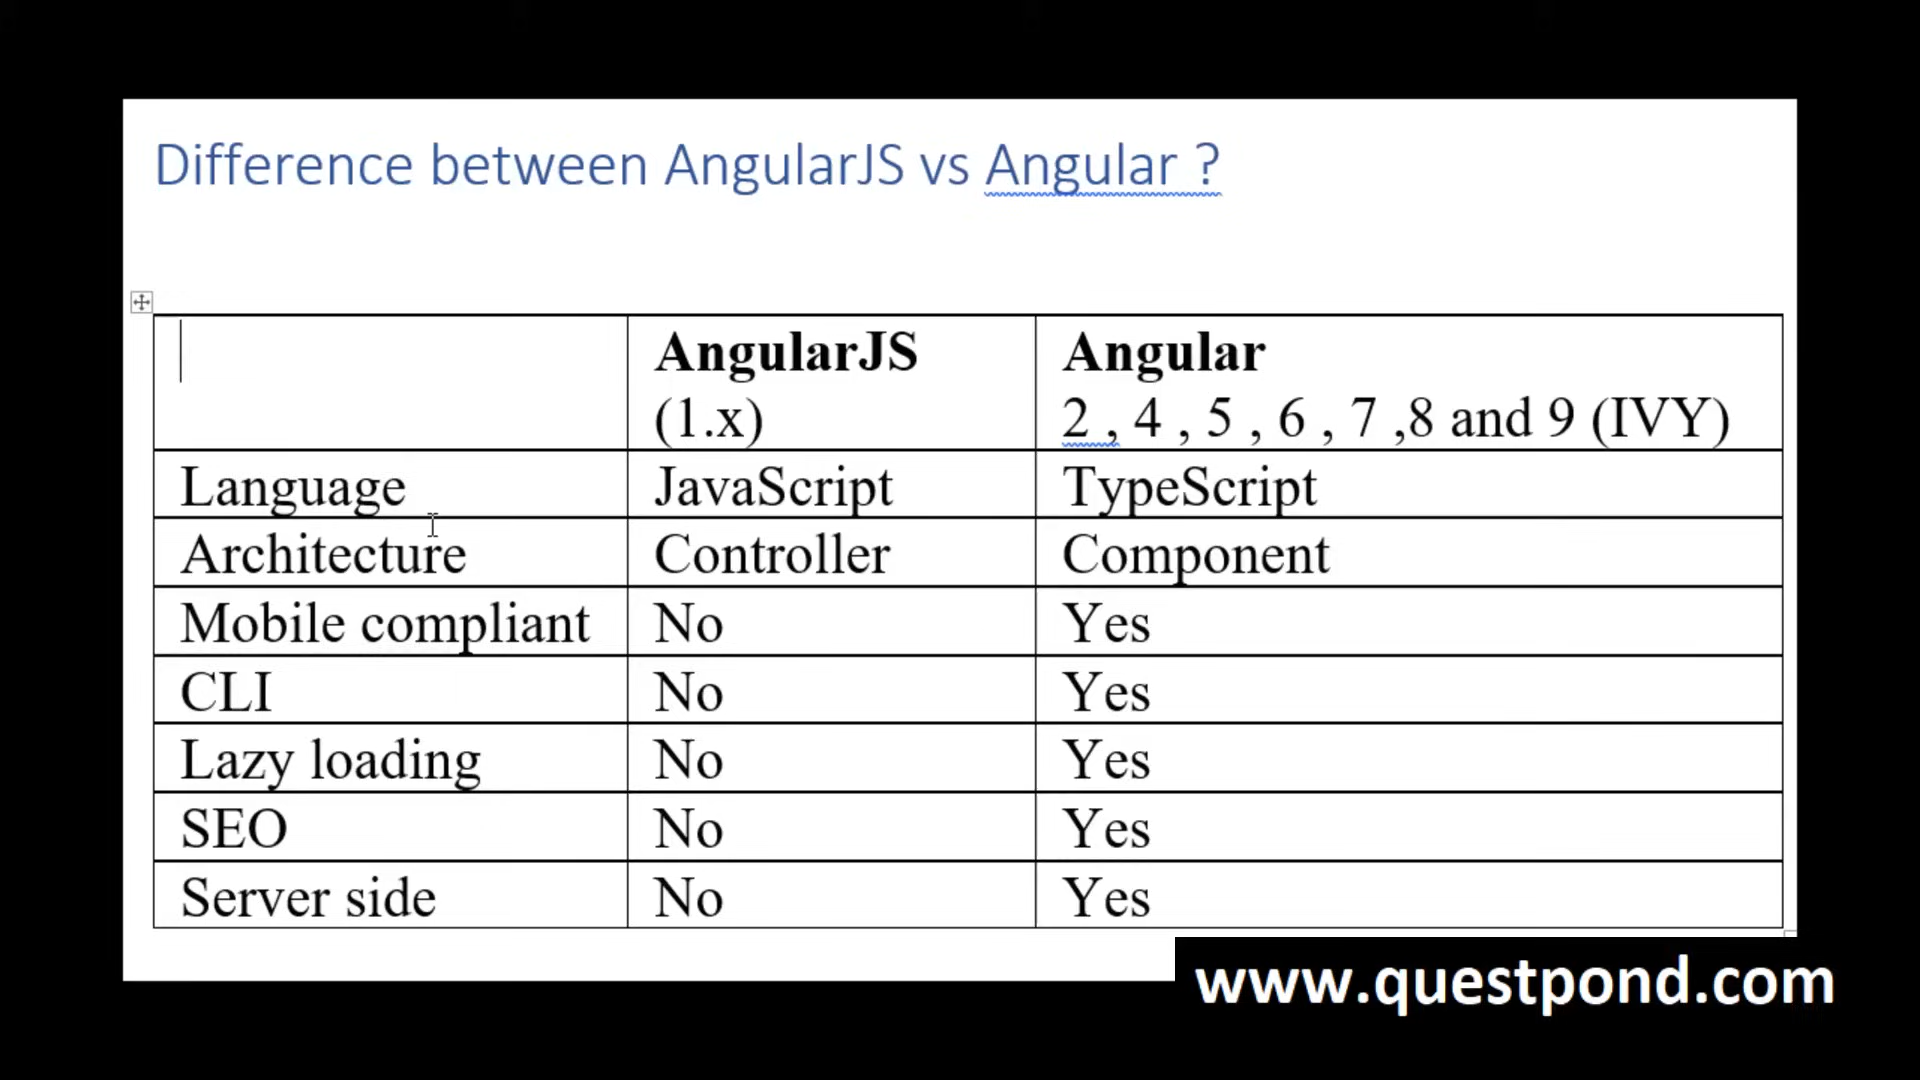 Difference between AngularJS vs Angular ?
AngularJS
(1.x)
Angular
2 , 4 , 5 , 6 , 7 ,8 and 9 (IVY)
Language JavaScript TypeScript
Architecture Controller Component
Mobile compliant No Yes
CLI No Yes
Lazy loading No Yes
SEO No Yes
Server side No Yes
www.questpond.com